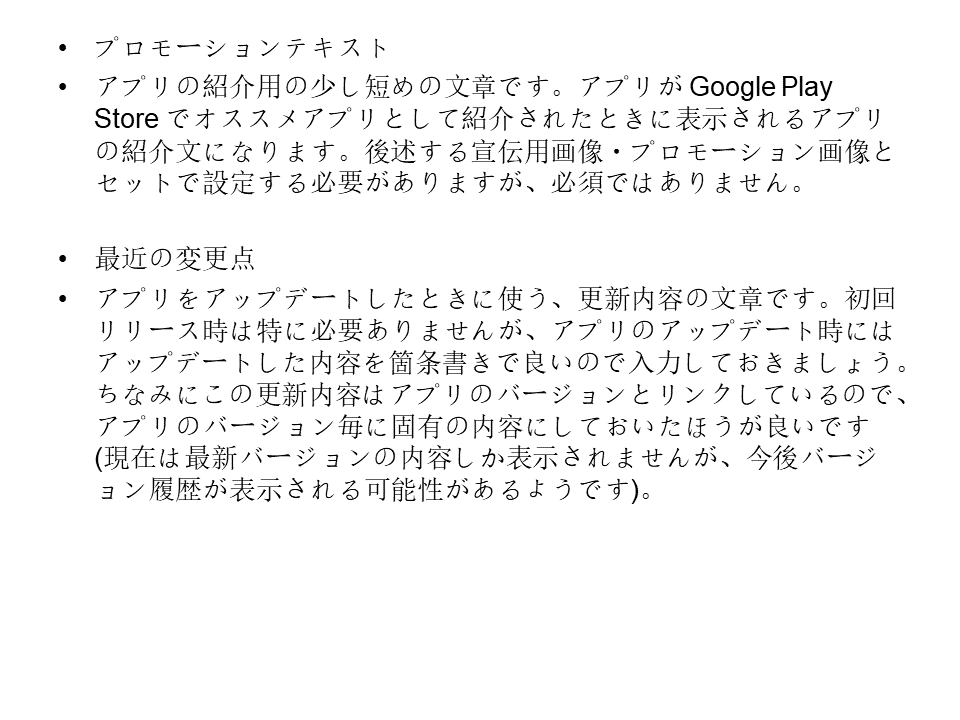 • プロモーションテキスト
• アプリの紹介用の少し短めの文章です。アプリが Google Play
Store でオススメアプリとして紹介されたときに表示されるアプリ
の紹介文になります。後述する宣伝用画像・プロモーション画像と
セットで設定する必要がありますが、必須ではありません。
• 最近の変更点
• アプリをアップデートしたときに使う、更新内容の文章です。初回
リリース時は特に必要ありませんが、アプリのアップデート時には
アップデートした内容を箇条書きで良いので入力しておきましょう。
ちなみにこの更新内容はアプリのバージョンとリンクしているので、
アプリのバージョン毎に固有の内容にしておいたほうが良いです
(現在は最新バージョンの内容しか表示されませんが、今後バージ
ョン履歴が表示される可能性があるようです)。